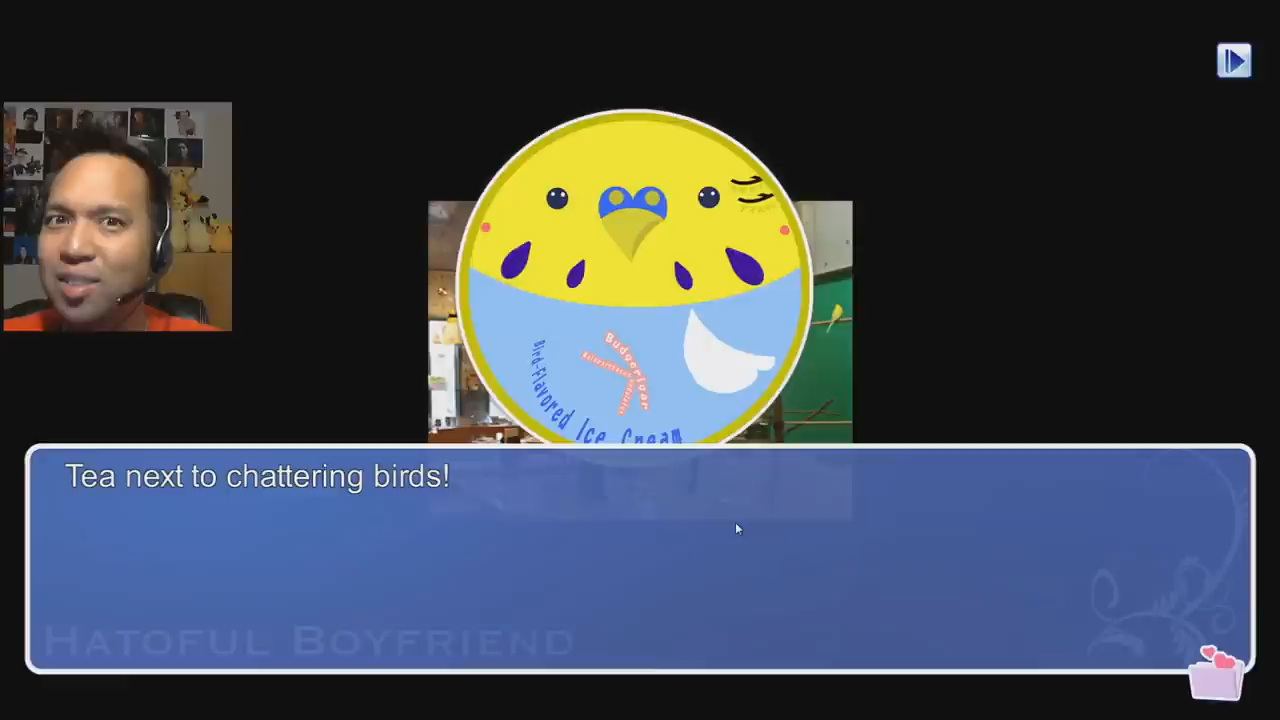 Budgerigar
Bird-Flavored Ice Cream
Tea next to chattering birds!
HATOFUL BOYFRIEND